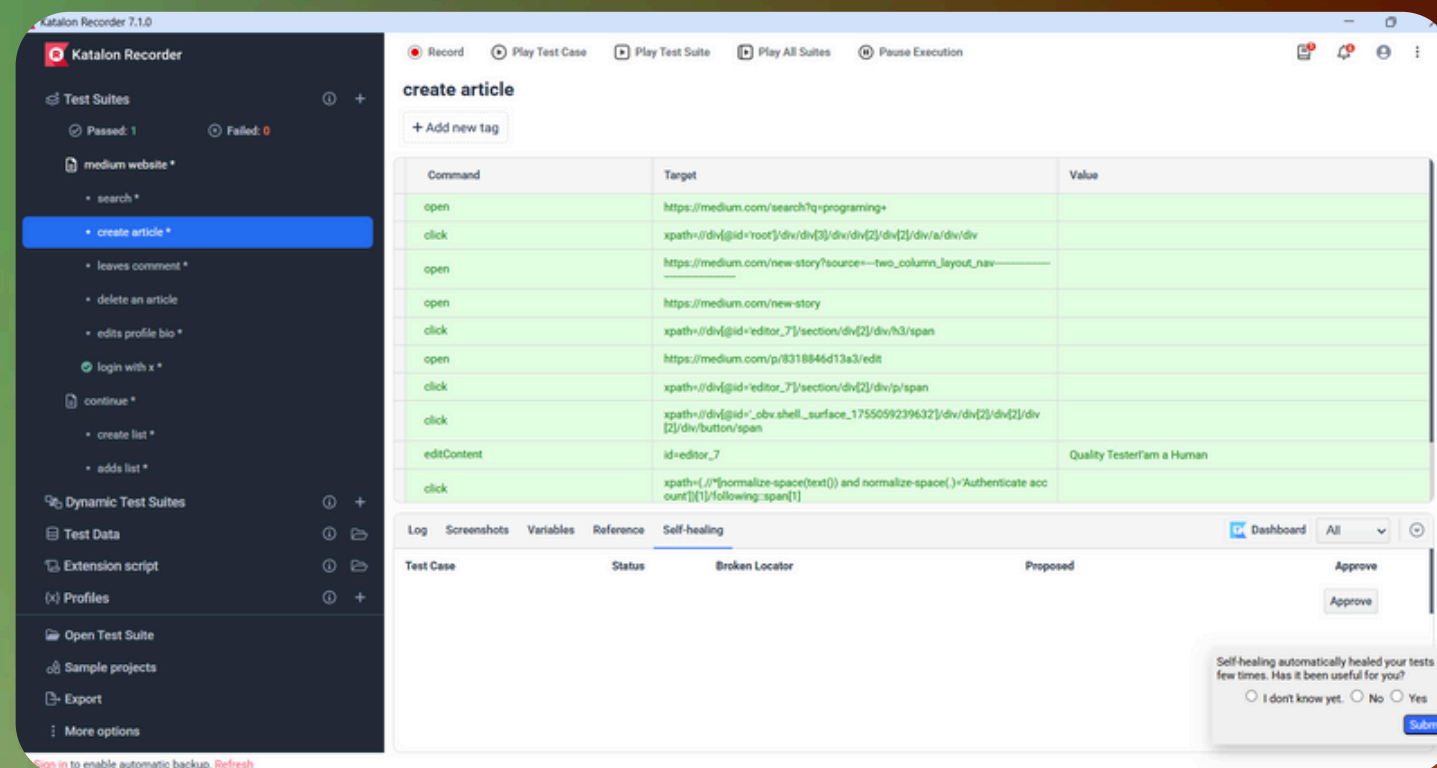 Katalon Recorder 7.1.0
Katalon Recorder
Record Play Test Case Play Test Suite Play All Suites Pause Execution
Test Suites
Passed: 1 Failed: 0
medium website *
search *
create article *
leaves comment *
delete an article
edits profile bio *
login with x *
continue *
create list *
adds list *
Dynamic Test Suites
Test Data
Extension script
{x} Profiles
Open Test Suite
Sample projects
Export
More options
Sign in to enable automatic backup. Refresh
create article
+ Add new tag
Command Target Value
open https://medium.com/search?q=programing+
click xpath=//div[@id='root']/div/div[3]/div/div[2]/div[2]/div/a/div/div
open https://medium.com/new-story?source=---two_column_layout_nav-----------------
------------------------
open https://medium.com/new-story
click xpath=//div[@id='editor_7']/section/div[2]/div/h3/span
open https://medium.com/p/8318846d13a3/edit
click xpath=//div[@id='editor_7']/section/div[2]/div/p/span
click xpath=//div[@id='_obv.shell._surface_1755059239632']/div/div[2]/div[2]/div
[2]/div/button/span
editContent id=editor_7 Quality TesterI'am a Human
click xpath=(.//*[normalize-space(text()) and normalize-space(.)='Authenticate acc
ount'])[1]/following::span[1]
Log Screenshots Variables Reference Self-healing Dashboard All
Test Case Status Broken Locator Proposed Approve
Approve
Self-healing automatically healed your tests
few times. Has it been useful for you?
I don't know yet. No Yes
Subm